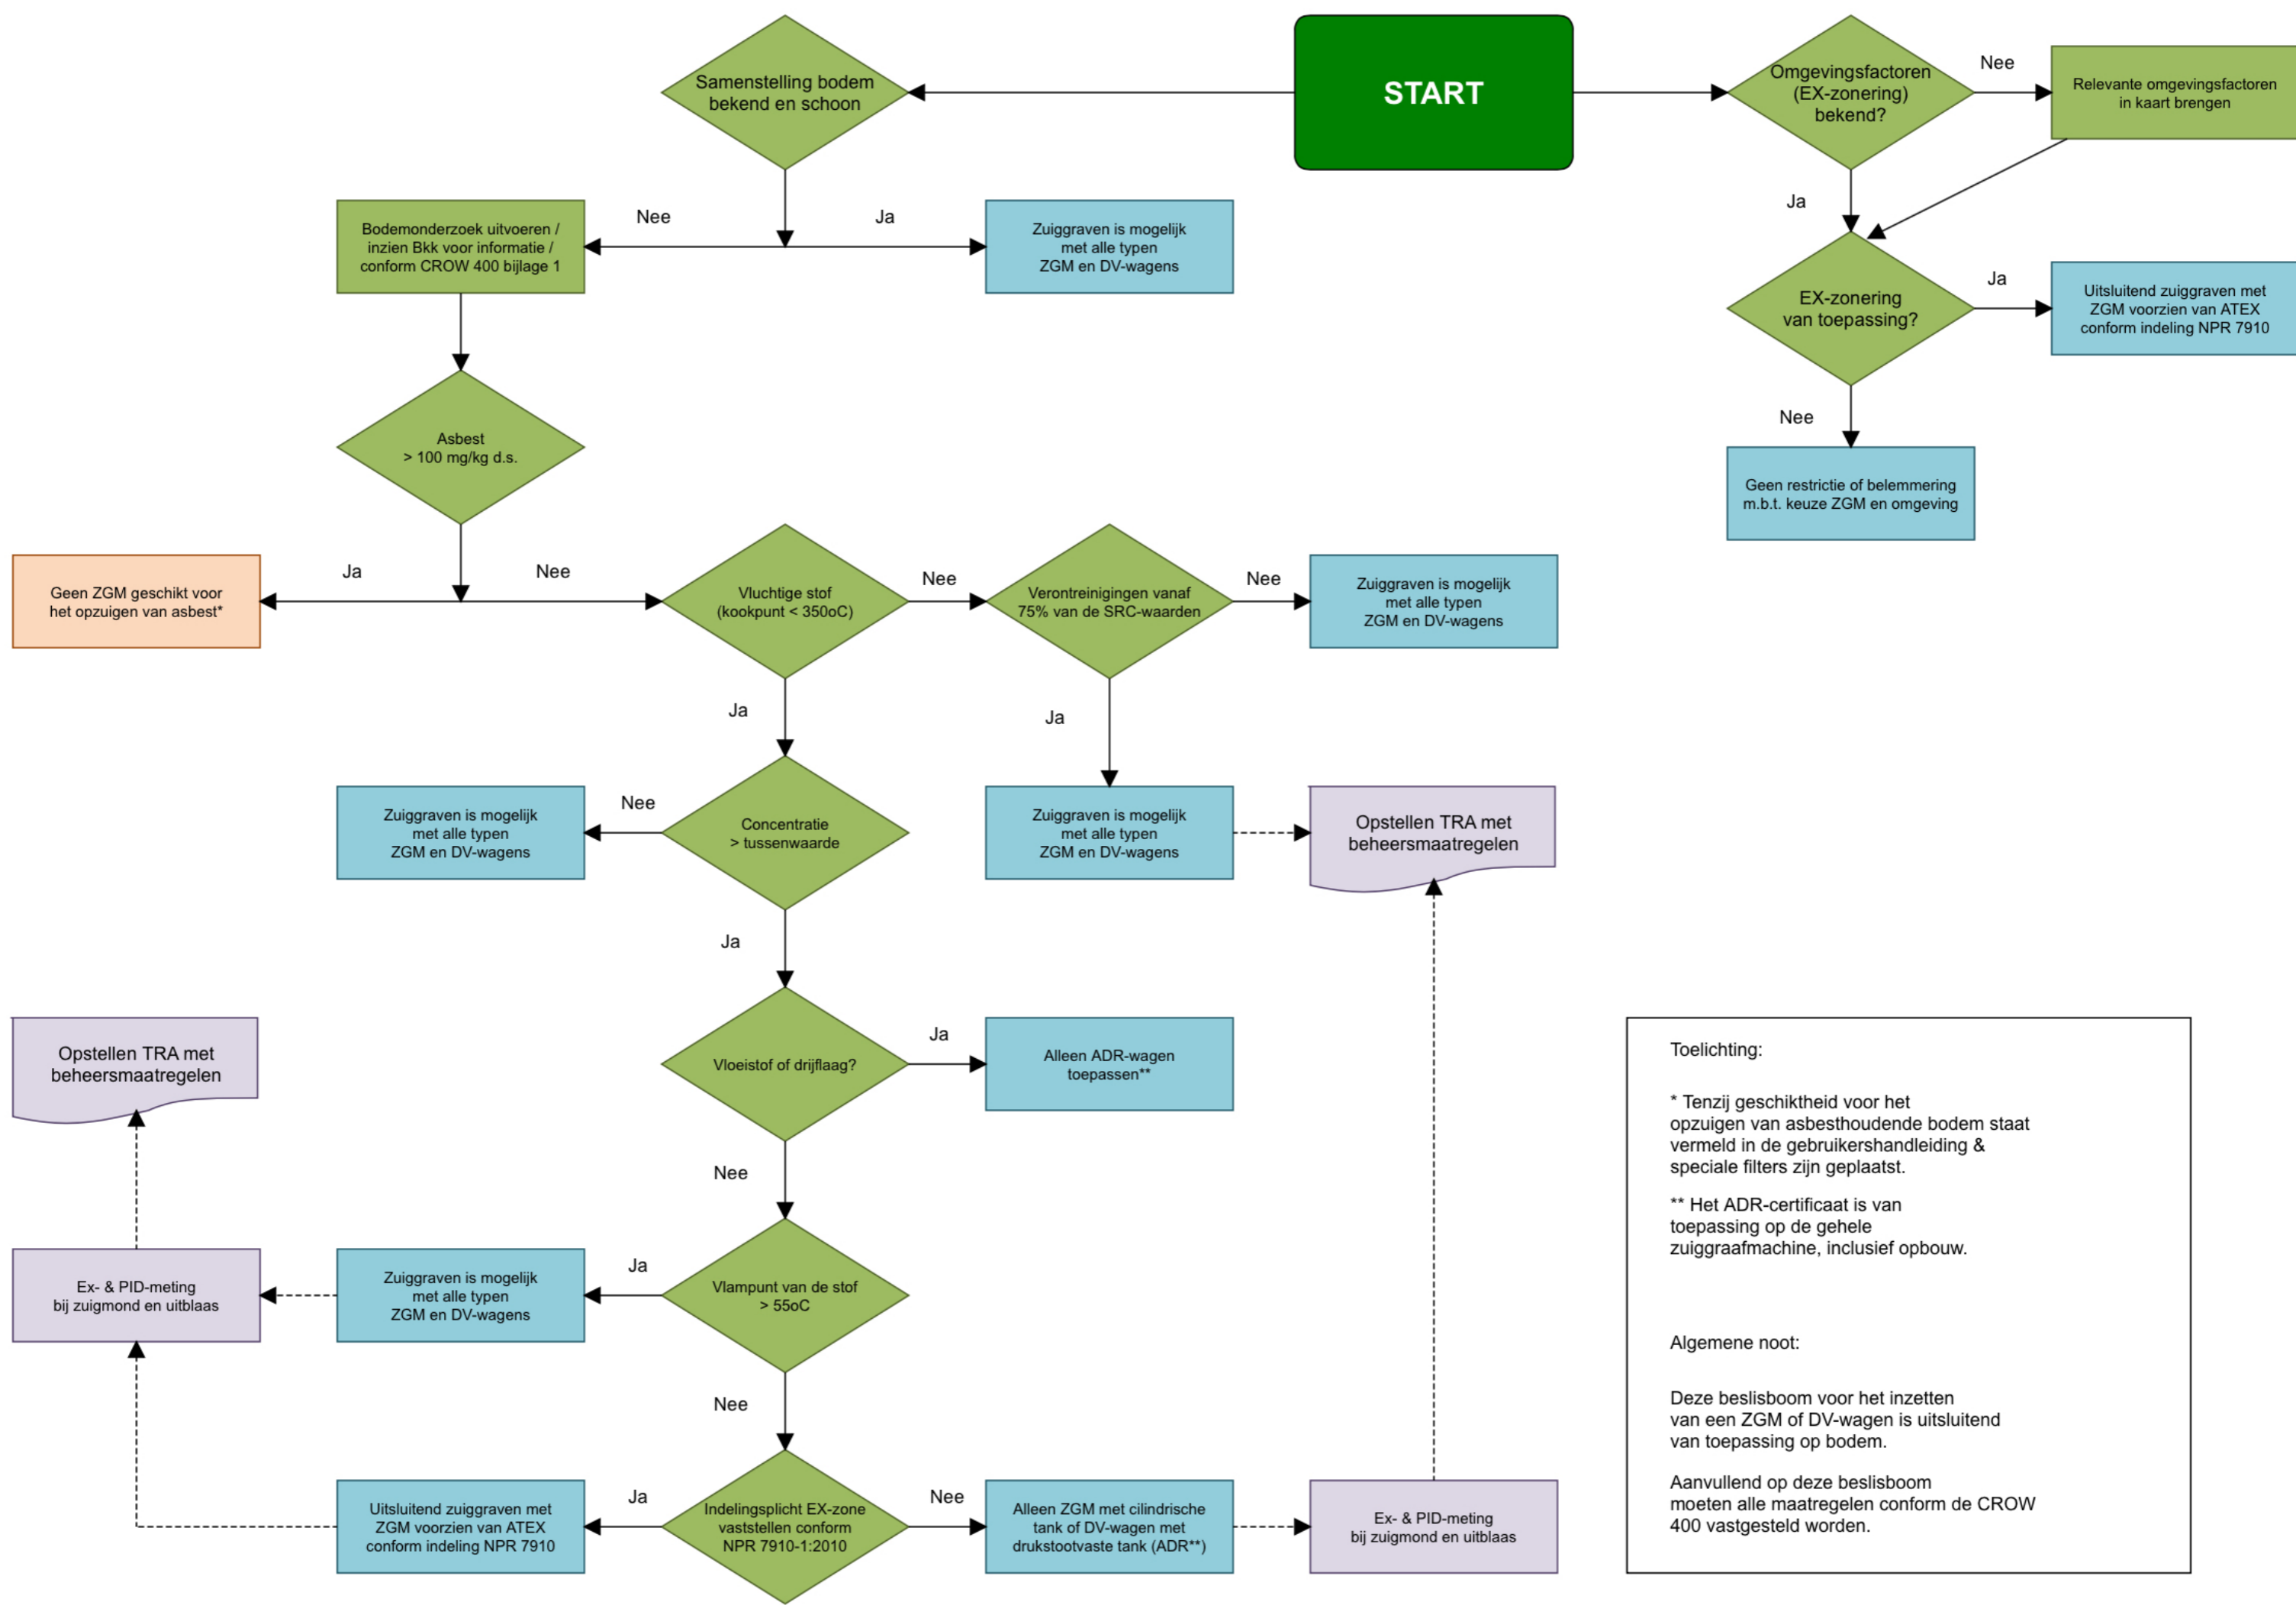 START
Samenstelling bodem
bekend en schoon
Omgevingsfactoren
(EX-zonering)
bekend?
Nee
Relevante omgevingsfactoren
in kaart brengen
Ja
Nee
Ja
Bodemonderzoek uitvoeren /
inzien Bkk voor informatie /
conform CROW 400 bijlage 1
Zuiggraven is mogelijk
met alle typen
ZGM en DV-wagens
EX-zonering
van toepassing?
Ja
Uitsluitend zuiggraven met
ZGM voorzien van ATEX
conform indeling NPR 7910
Nee
Geen restrictie of belemmering
m.b.t. keuze ZGM en omgeving
Asbest
> 100 mg/kg d.s.
Ja
Nee
Geen ZGM geschikt voor
het opzuigen van asbest*
Vluchtige stof
(kookpunt < 350oC)
Nee
Verontreinigingen vanaf
75% van de SRC-waarden
Nee
Zuiggraven is mogelijk
met alle typen
ZGM en DV-wagens
Ja
Ja
Zuiggraven is mogelijk
met alle typen
ZGM en DV-wagens
Nee
Concentratie
> tussenwaarde
Zuiggraven is mogelijk
met alle typen
ZGM en DV-wagens
Opstellen TRA met
beheersmaatregelen
Ja
Opstellen TRA met
beheersmaatregelen
Vloeistof of drijflaag?
Ja
Alleen ADR-wagen
toepassen**
Nee
Ex- & PID-meting
bij zuigmond en uitblaas
Zuiggraven is mogelijk
met alle typen
ZGM en DV-wagens
Ja
Vlampunt van de stof
> 55oC
Nee
Uitsluitend zuiggraven met
ZGM voorzien van ATEX
conform indeling NPR 7910
Ja
Indelingsplicht EX-zone
vaststellen conform
NPR 7910-1:2010
Nee
Alleen ZGM met cilindrische
tank of DV-wagen met
drukstootvaste tank (ADR**)
Ex- & PID-meting
bij zuigmond en uitblaas
Toelichting:
* Tenzij geschiktheid voor het
opzuigen van asbesthoudende bodem staat
vermeld in de gebruikershandleiding &
speciale filters zijn geplaatst.
** Het ADR-certificaat is van
toepassing op de gehele
zuiggraafmachine, inclusief opbouw.
Algemene noot:
Deze beslisboom voor het inzetten
van een ZGM of DV-wagen is uitsluitend
van toepassing op bodem.
Aanvullend op deze beslisboom
moeten alle maatregelen conform de CROW
400 vastgesteld worden.